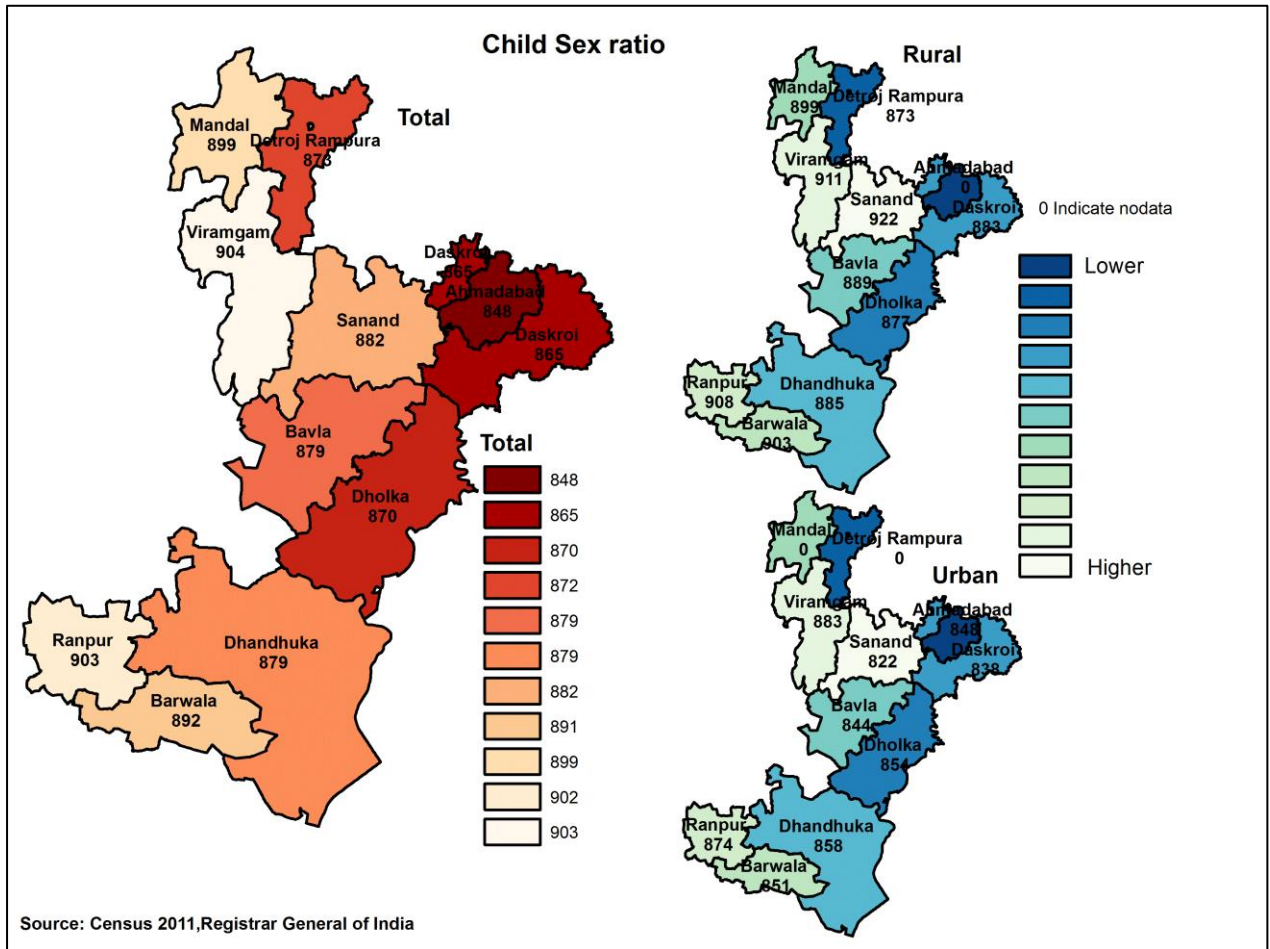 Child Sex ratio
Total
Mandal
899
Detroj Rampura
873
Viramgam
904
Daskroi
865
Ahmadabad
848
Sanand
882
Daskroi
865
Bavla
879
Dholka
870
Ranpur
903
Dhandhuka
879
Barwala
892
Total
848
865
870
872
879
879
882
891
899
902
903
Rural
Mandal
899
Detroj Rampura
873
Viramgam
911
Ahmadabad
0
Sanand
922
Daskroi
883
0 Indicate nodata
Bavla
889
Dholka
877
Ranpur
908
Dhandhuka
885
Barwala
903
Lower
Higher
Urban
Mandal
0
Detroj Rampura
0
Viramgam
883
Ahmadabad
848
Sanand
822
Daskroi
838
Bavla
844
Dholka
854
Ranpur
874
Dhandhuka
858
Barwala
851
Source: Census 2011,Registrar General of India